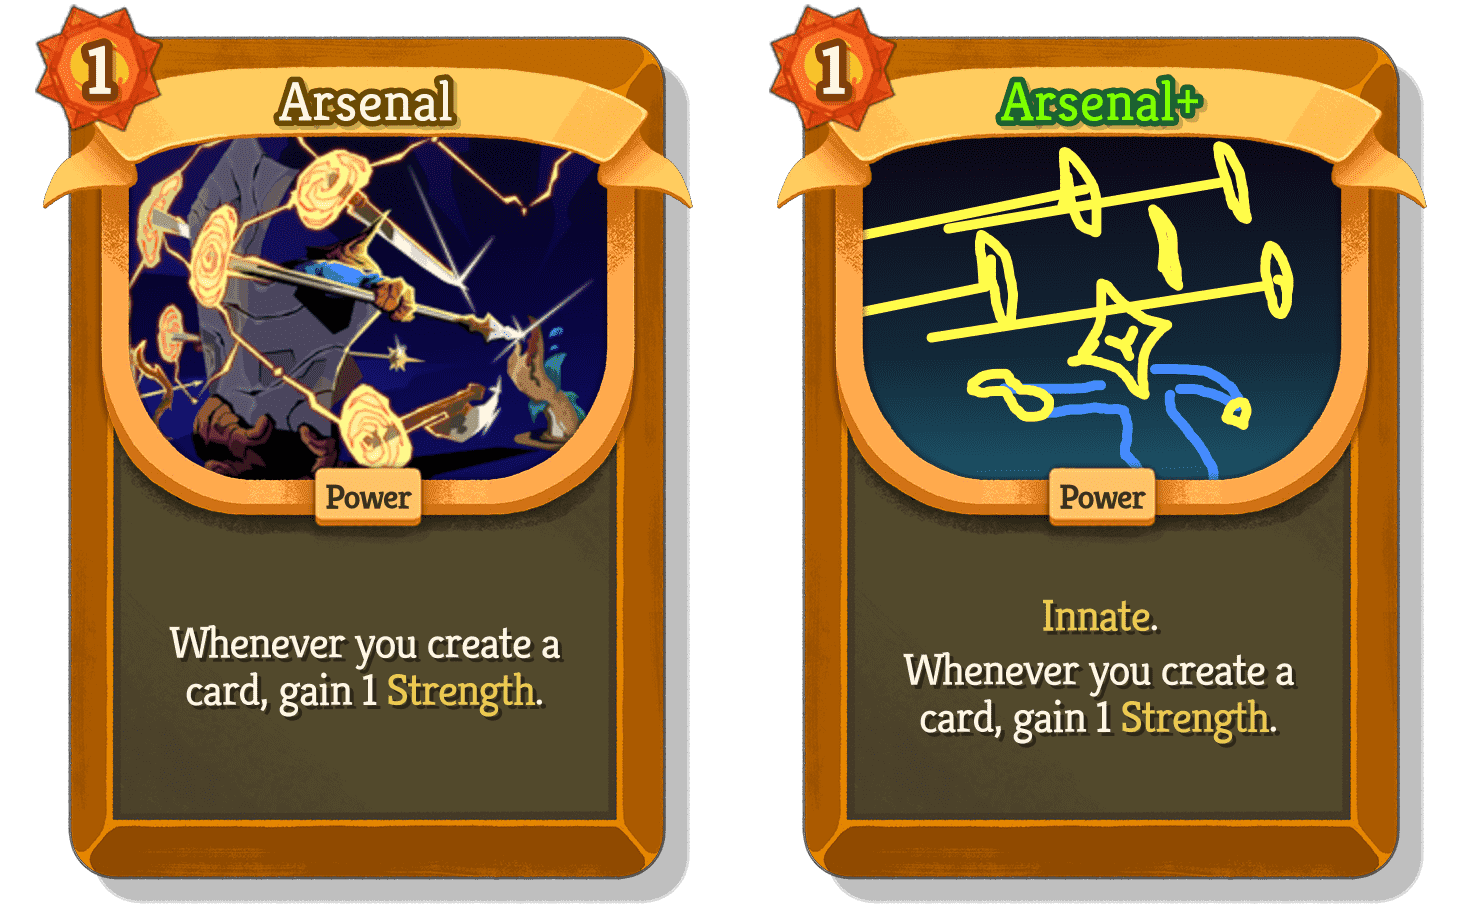 1
Arsenal
Power
Whenever you create a
card, gain 1 Strength.
1
Arsenal+
Power
Innate.
Whenever you create a
card, gain 1 Strength.